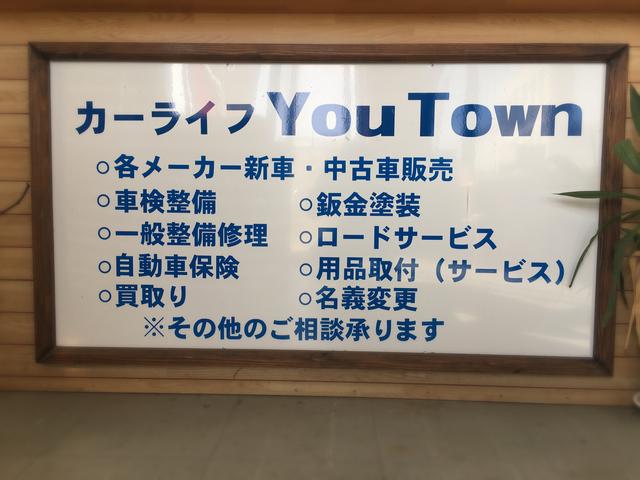 カーライフ You Town
○各メーカー新車・中古車販売
○車検整備 ○鈑金塗装
○一般整備修理 ○ロードサービス
○自動車保険 ○用品取付（サービス）
○買取り ○名義変更
※その他のご相談承ります